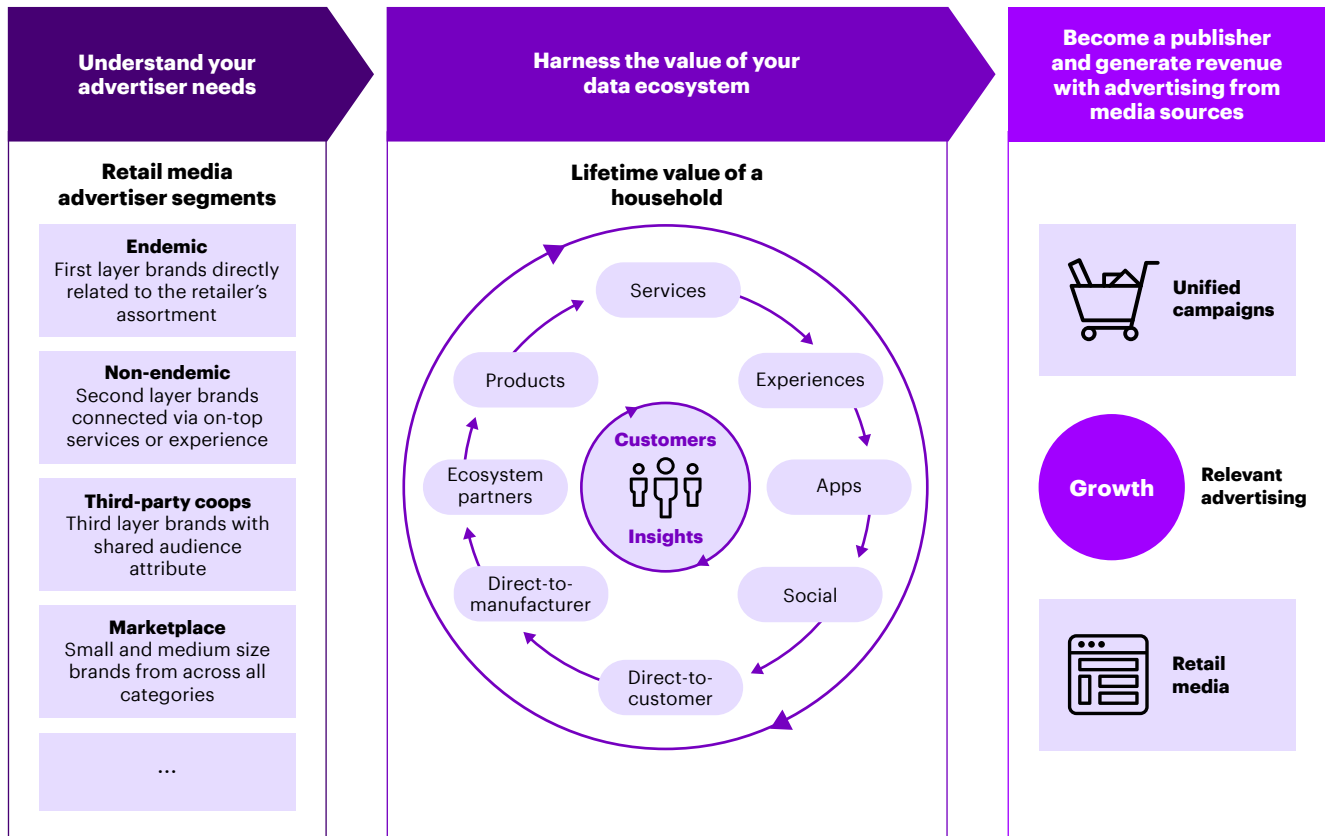 Understand your
advertiser needs
Harness the value of your
data ecosystem
Become a publisher
and generate revenue
with advertising from
media sources
Retail media
advertiser segments
Endemic
First layer brands directly
related to the retailer’s
assortment
Non-endemic
Second layer brands
connected via on-top
services or experience
Third-party coops
Third layer brands with
shared audience
attribute
Marketplace
Small and medium size
brands from across all
categories
...
Lifetime value of a
household
Services
Experiences
Apps
Social
Direct-to-
customer
Direct-to-
manufacturer
Ecosystem
partners
Products
Customers
Insights
Unified
campaigns
Growth
Relevant
advertising
Retail
media